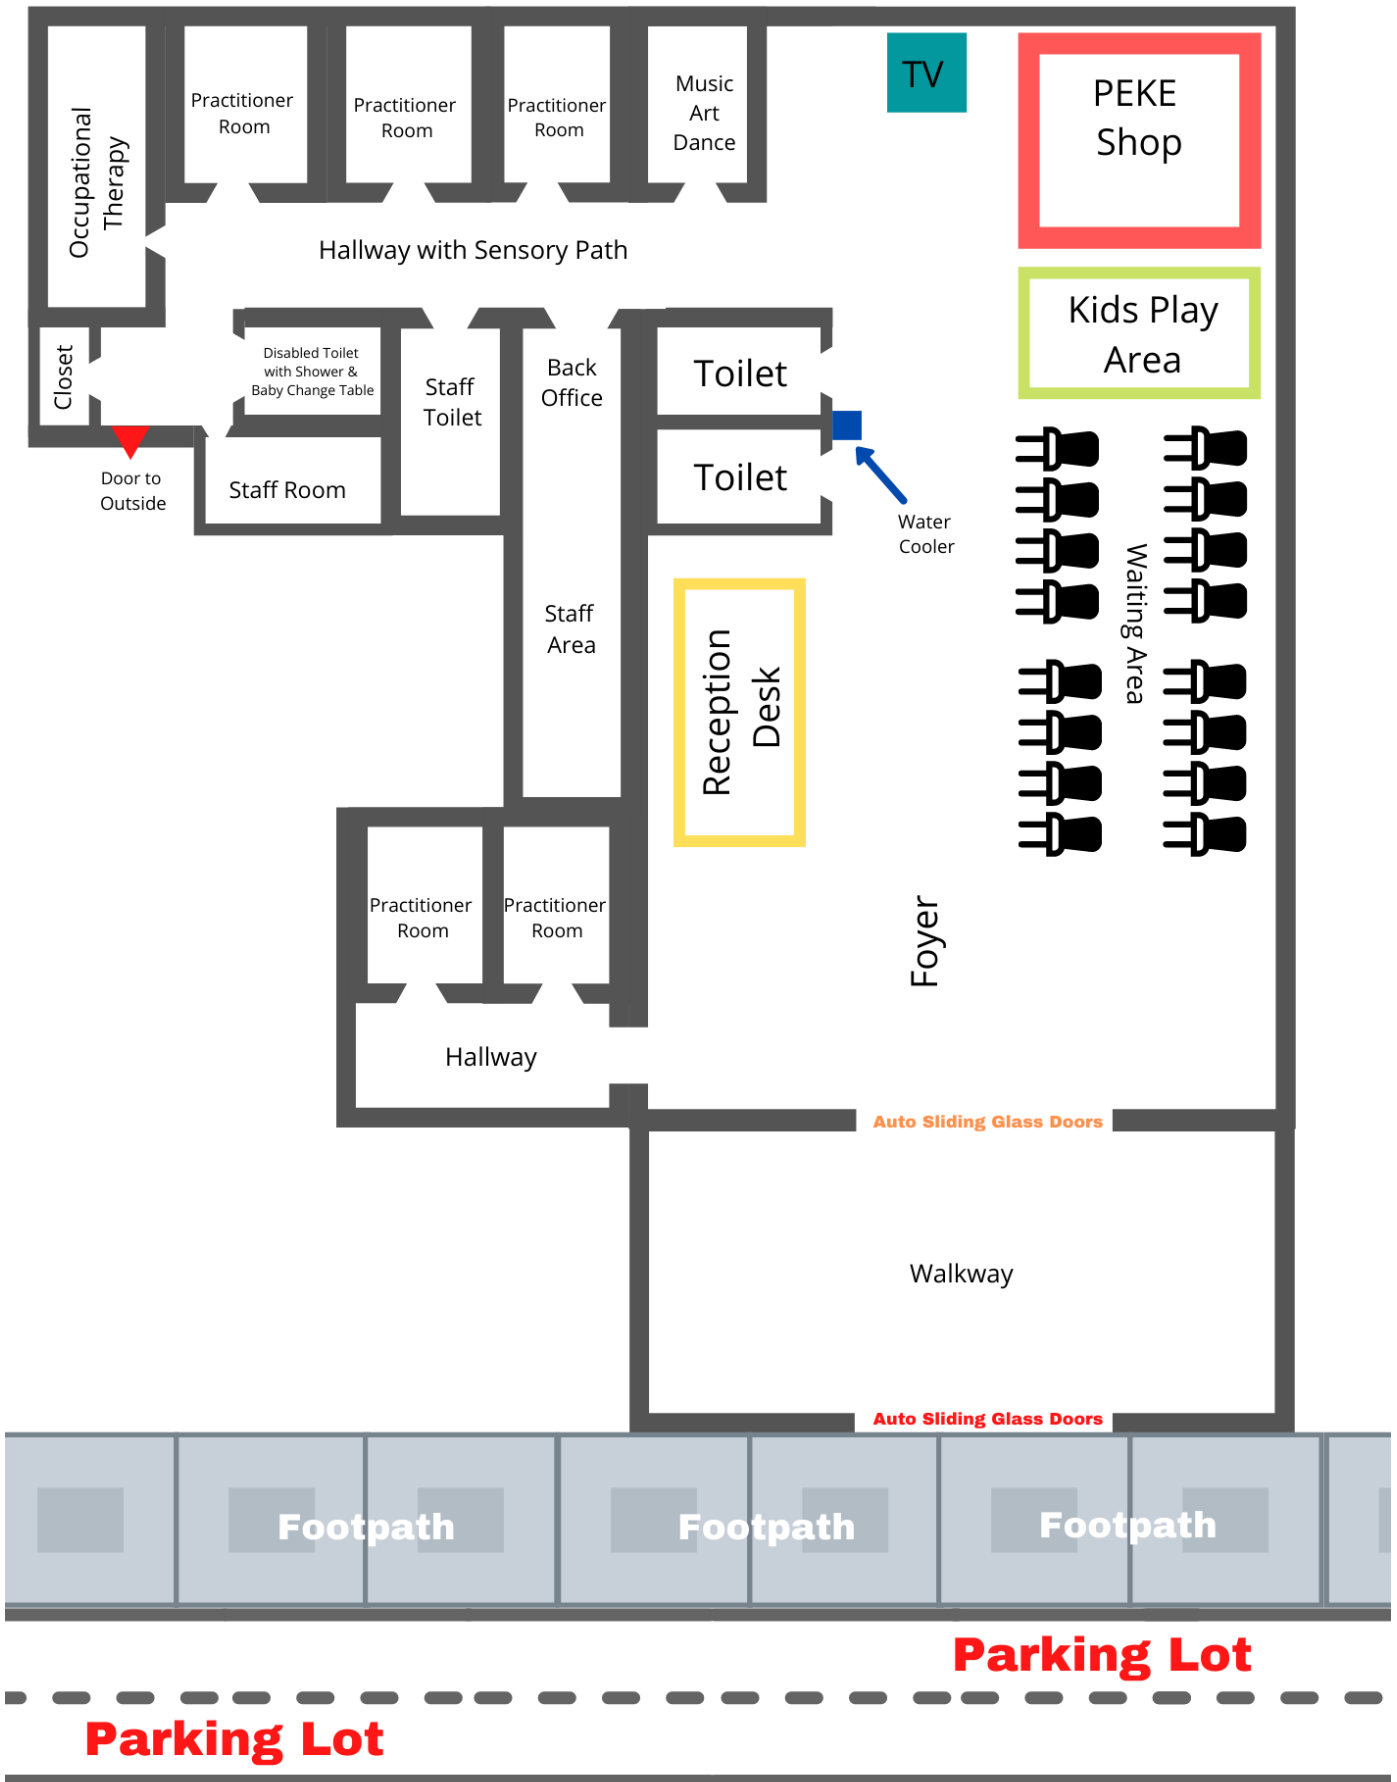 Occupational
Therapy
Practitioner
Room
Practitioner
Room
Practitioner
Room
Music
Art
Dance
TV
PEKE
Shop
Hallway with Sensory Path
Kids Play
Area
Closet
Disabled Toilet
with Shower &
Baby Change Table
Staff
Toilet
Back
Office
Toilet
Toilet
Door to
Outside
Staff Room
Water
Cooler
Waiting Area
Staff
Area
Reception
Desk
Practitioner
Room
Practitioner
Room
Foyer
Hallway
Auto Sliding Glass Doors
Walkway
Auto Sliding Glass Doors
Footpath
Footpath
Footpath
Parking Lot
Parking Lot